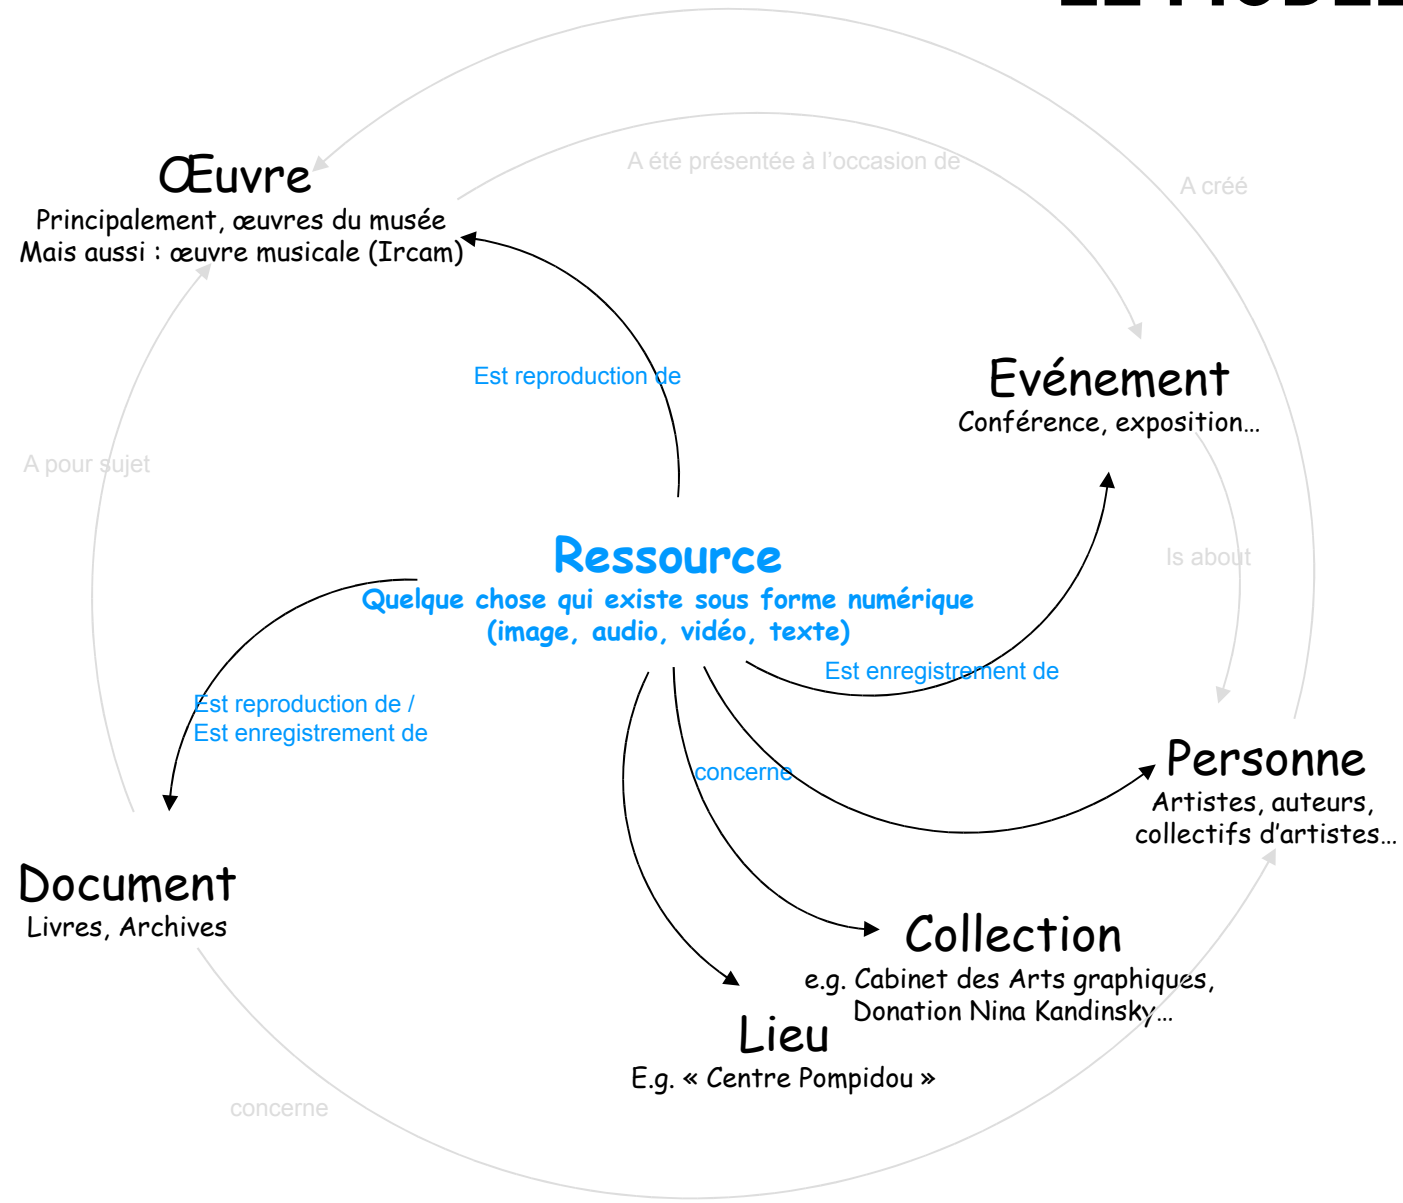 A été présentée à l'occasion de
A créé
Œuvre
Principalement, œuvres du musée
Mais aussi : œuvre musicale (Ircam)
Est reproduction de
Evénement
Conférence, exposition…
A pour sujet
Is about
Ressource
Quelque chose qui existe sous forme numérique
(image, audio, vidéo, texte)
Est enregistrement de
Est reproduction de /
Est enregistrement de
concerne
Personne
Artistes, auteurs,
collectifs d'artistes…
Document
Livres, Archives
Collection
e.g. Cabinet des Arts graphiques,
Donation Nina Kandinsky…
Lieu
E.g. « Centre Pompidou »
concerne